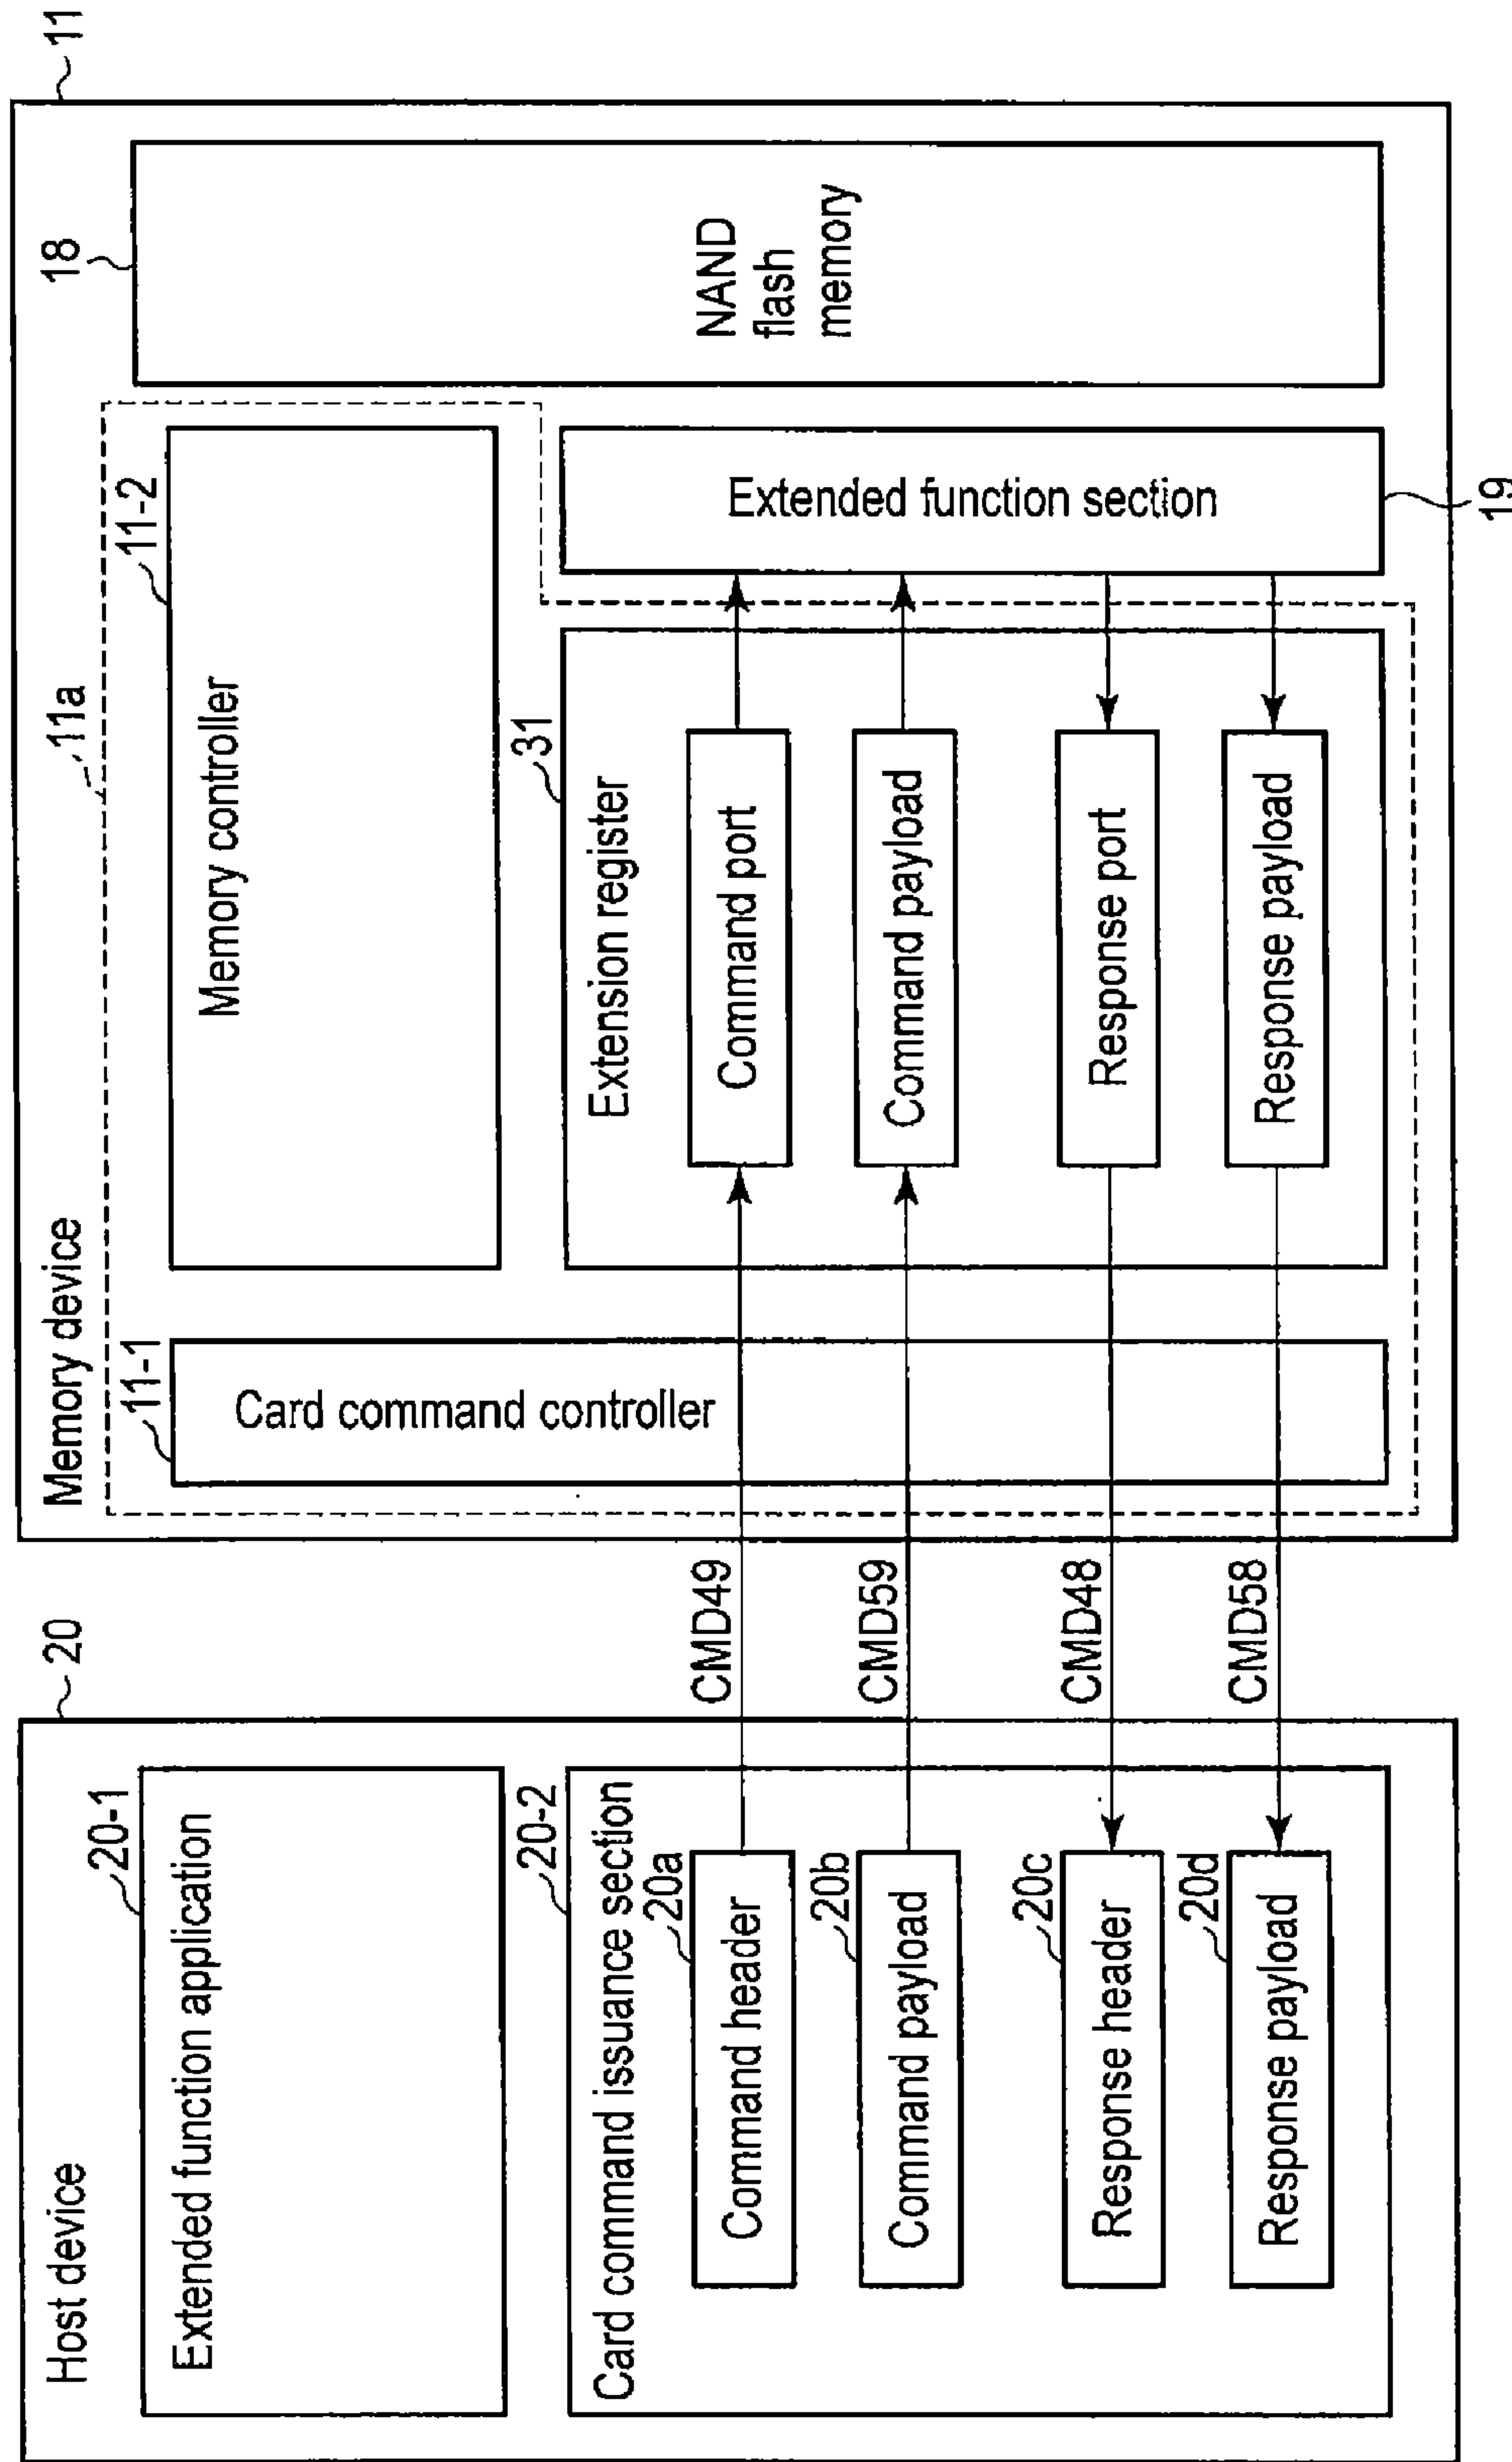 Host device
20
Extended function application
20-1
Card command issuance section
20-2
Command header
20a
Command payload
20b
Response header
20c
Response payload
20d
CMD49
CMD59
CMD48
CMD58
Memory device
11
11a
Card command controller
11-1
Memory controller
11-2
Extension register
31
Command port
Command payload
Response port
Response payload
Extended function section
19
NAND
flash
memory
18